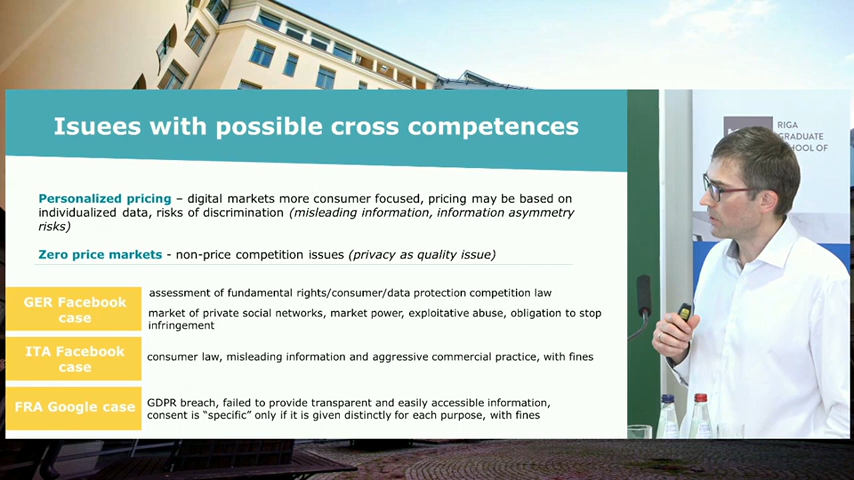 Isuees with possible cross competences
Personalized pricing – digital markets more consumer focused, pricing may be based on
individualized data, risks of discrimination (misleading information, information asymmetry
risks)
Zero price markets - non-price competition issues (privacy as quality issue)
GER Facebook
case
assessment of fundamental rights/consumer/data protection competition law
market of private social networks, market power, exploitative abuse, obligation to stop
infringement
ITA Facebook
case
consumer law, misleading information and aggressive commercial practice, with fines
FRA Google case
GDPR breach, failed to provide transparent and easily accessible information,
consent is “specific” only if it is given distinctly for each purpose, with fines
RIGA
GRADUATE
SCHOOL OF